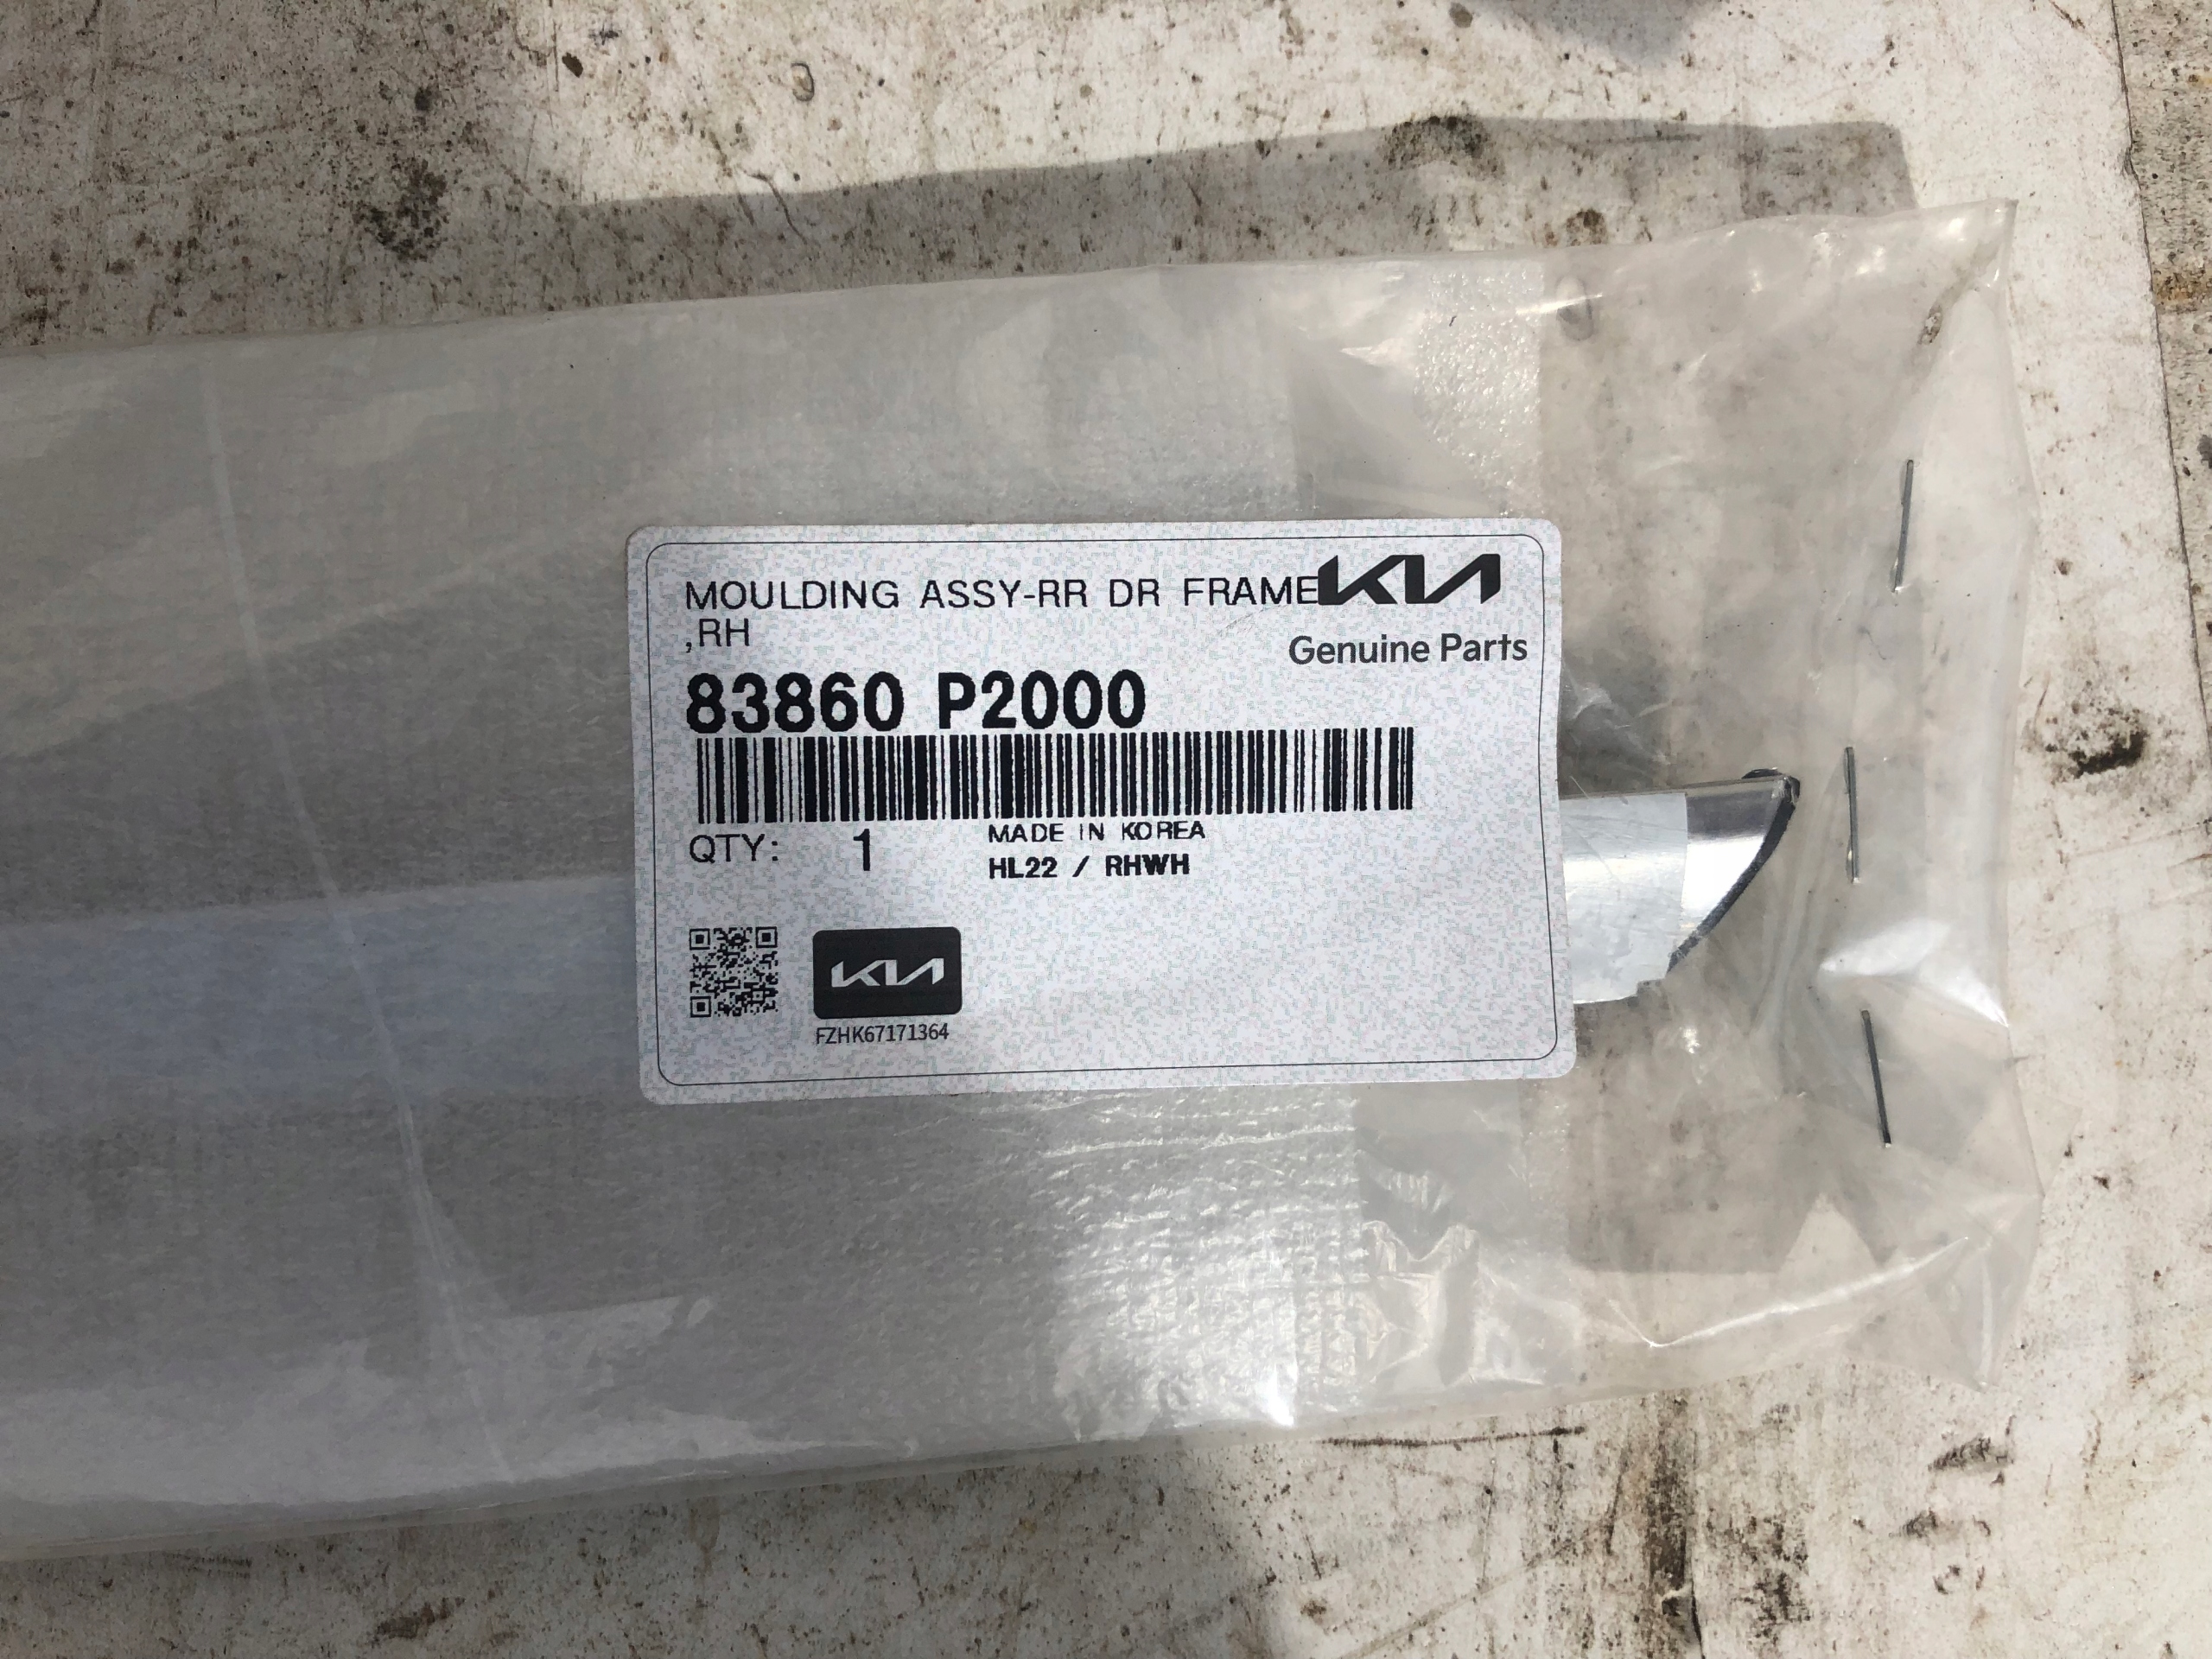 MOULDING ASSY-RR DR FRAME
,RH
KIA
Genuine Parts
83860 P2000
QTY: 1
MADE IN KOREA
HL22 / RHWH
KIA
FZHK67171364